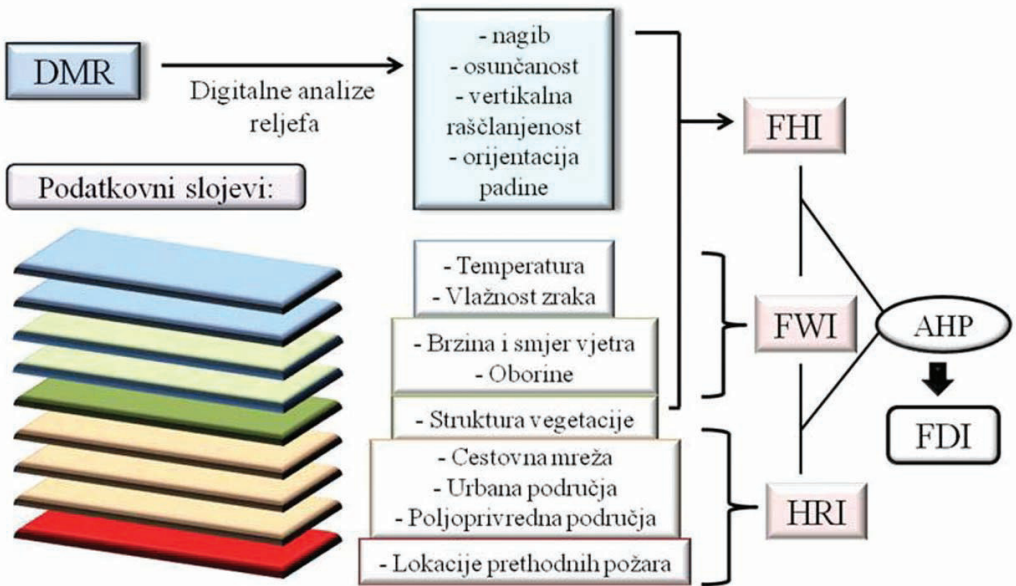 DMR
Digitalne analize
reljefa
- nagib
- osunčanost
- vertikalna
raščlanjenost
- orijentacija
padine
FHI
Podatkovni slojevi:
- Temperatura
- Vlažnost zraka
- Brzina i smjer vjetra
- Oborine
- Struktura vegetacije
- Cestovna mreža
- Urbana područja
- Poljoprivredna područja
- Lokacije prethodnih požara
FWI
HRI
AHP
FDI